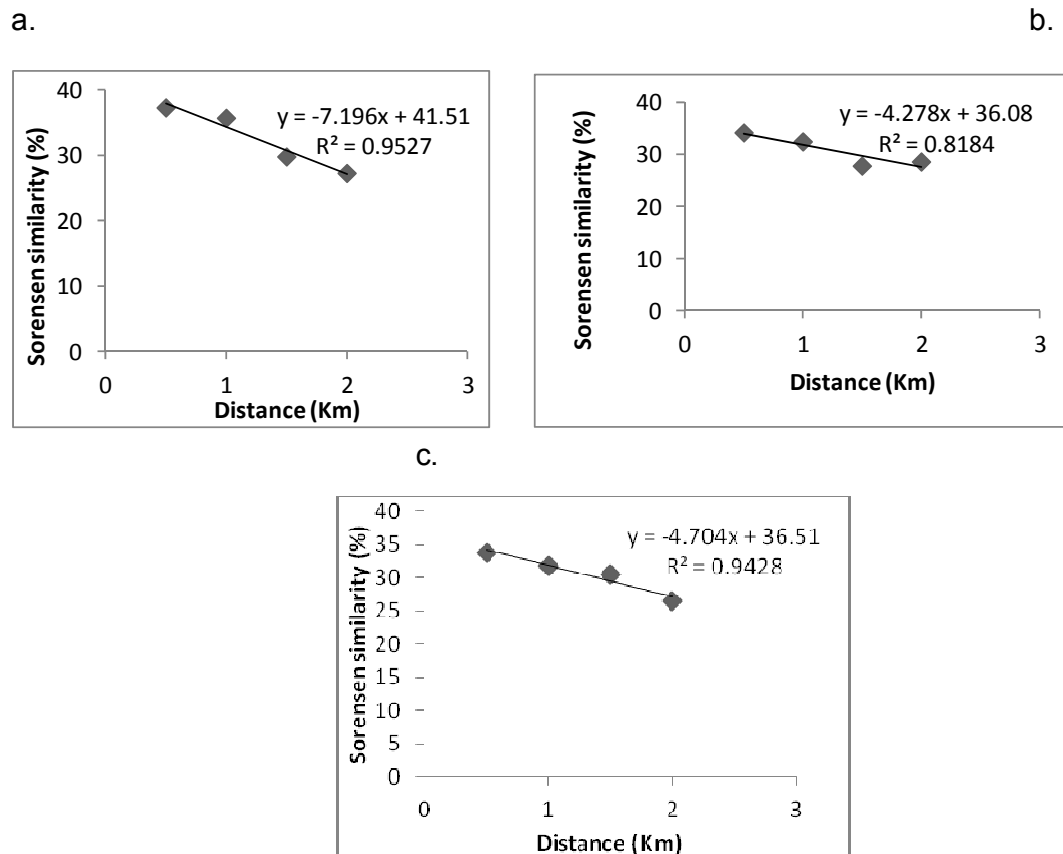 a.
b.
40
30
20
10
0
0
1
2
3
Sorensen similarity (%)
Distance (Km)
y = -7.196x + 41.51
R² = 0.9527
40
30
20
10
0
0
1
2
3
Sorensen similarity (%)
Distance (Km)
y = -4.278x + 36.08
R² = 0.8184
c.
40
35
30
25
20
15
10
5
0
0
1
2
3
Sorensen similarity (%)
Distance (Km)
y = -4.704x + 36.51
R² = 0.9428